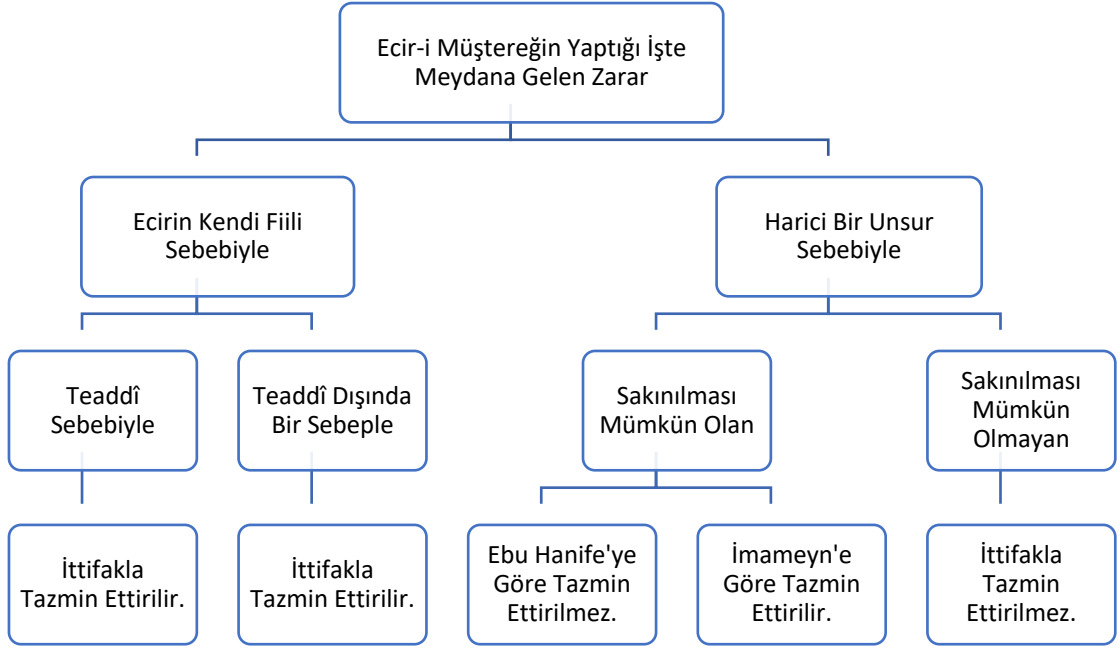 Ecir-i Müştereğin Yaptığı İşte
Meydana Gelen Zarar
Ecirin Kendi Fiili
Sebebiyle
Harici Bir Unsur
Sebebiyle
Teaddî
Sebebiyle
Teaddî Dışında
Bir Sebeple
Sakınılması
Mümkün Olan
Sakınılması
Mümkün
Olmayan
İttifakla
Tazmin Ettirilir.
İttifakla
Tazmin Ettirilir.
Ebu Hanife'ye
Göre Tazmin
Ettirilmez.
İmameyn'e
Göre Tazmin
Ettirilir.
İttifakla
Tazmin
Ettirilmez.